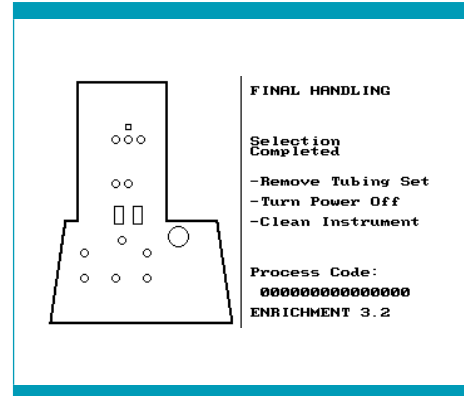 FINAL HANDLING
Selection
Completed
-Remove Tubing Set
-Turn Power Off
-Clean Instrument
Process Code:
000000000000000
ENRICHMENT 3.2